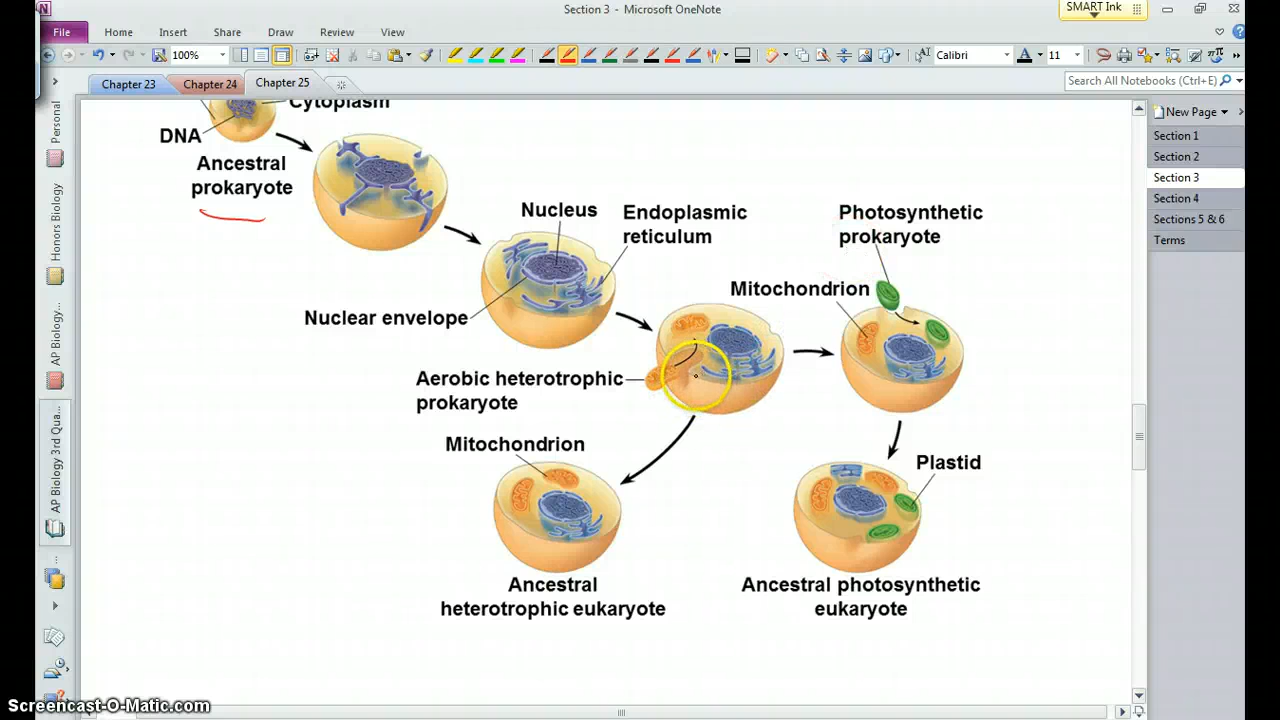 Section 3 - Microsoft OneNote
SMART Ink
File Home Insert Share Draw Review View
100%
Calibri
11
Chapter 23
Chapter 24
Chapter 25
Search All Notebooks (Ctrl+E)
New Page
Section 1
Section 2
Section 3
Section 4
Sections 5 & 6
Terms
Personal
Honors Biology
AP Biology...
AP Biology 3rd Qua...
Cytoplasm
DNA
Ancestral
prokaryote
Nucleus
Endoplasmic
reticulum
Photosynthetic
prokaryote
Mitochondrion
Nuclear envelope
Aerobic heterotrophic
prokaryote
Mitochondrion
Plastid
Ancestral
heterotrophic eukaryote
Ancestral photosynthetic
eukaryote
Screencast-O-Matic.com